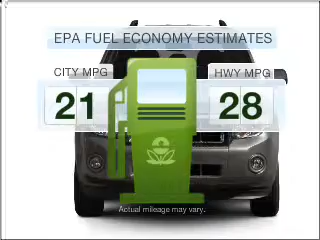 EPA FUEL ECONOMY ESTIMATES
CITY MPG
HWY MPG
21
28
Actual mileage may vary.